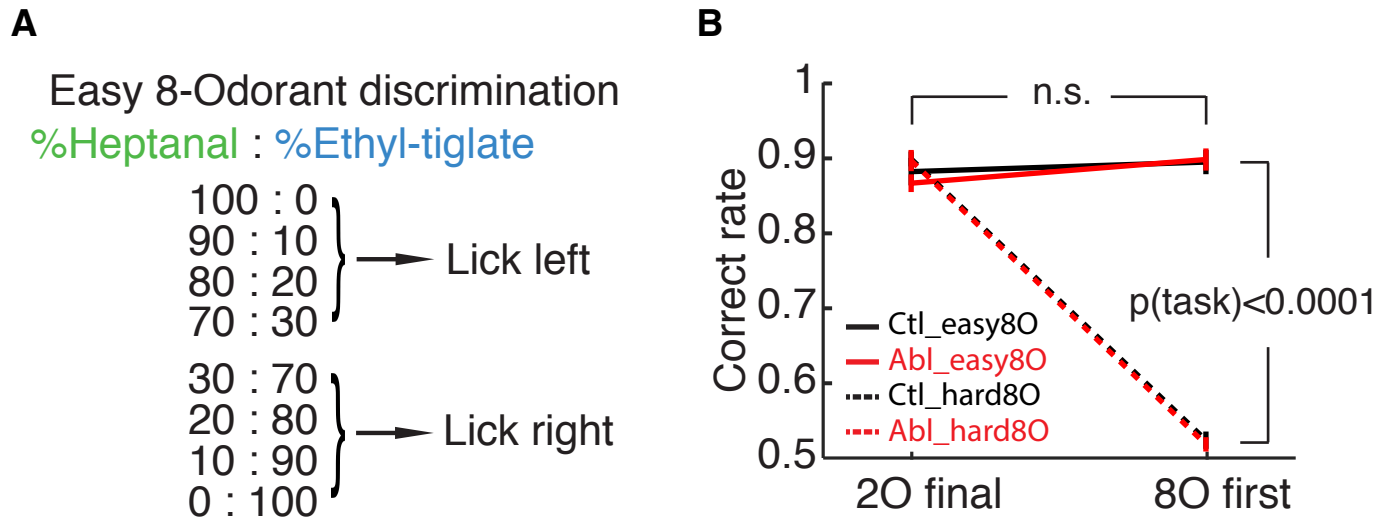 A
Easy 8-Odorant discrimination
%Heptanal : %Ethyl-tiglate
100 : 0
90 : 10
80 : 20
70 : 30
Lick left
30 : 70
20 : 80
10 : 90
0 : 100
Lick right
B
Correct rate
1
0.9
0.8
0.7
0.6
0.5
n.s.
p(task)<0.0001
Ctl_easy8O
Abl_easy8O
Ctl_hard8O
Abl_hard8O
2O final
8O first